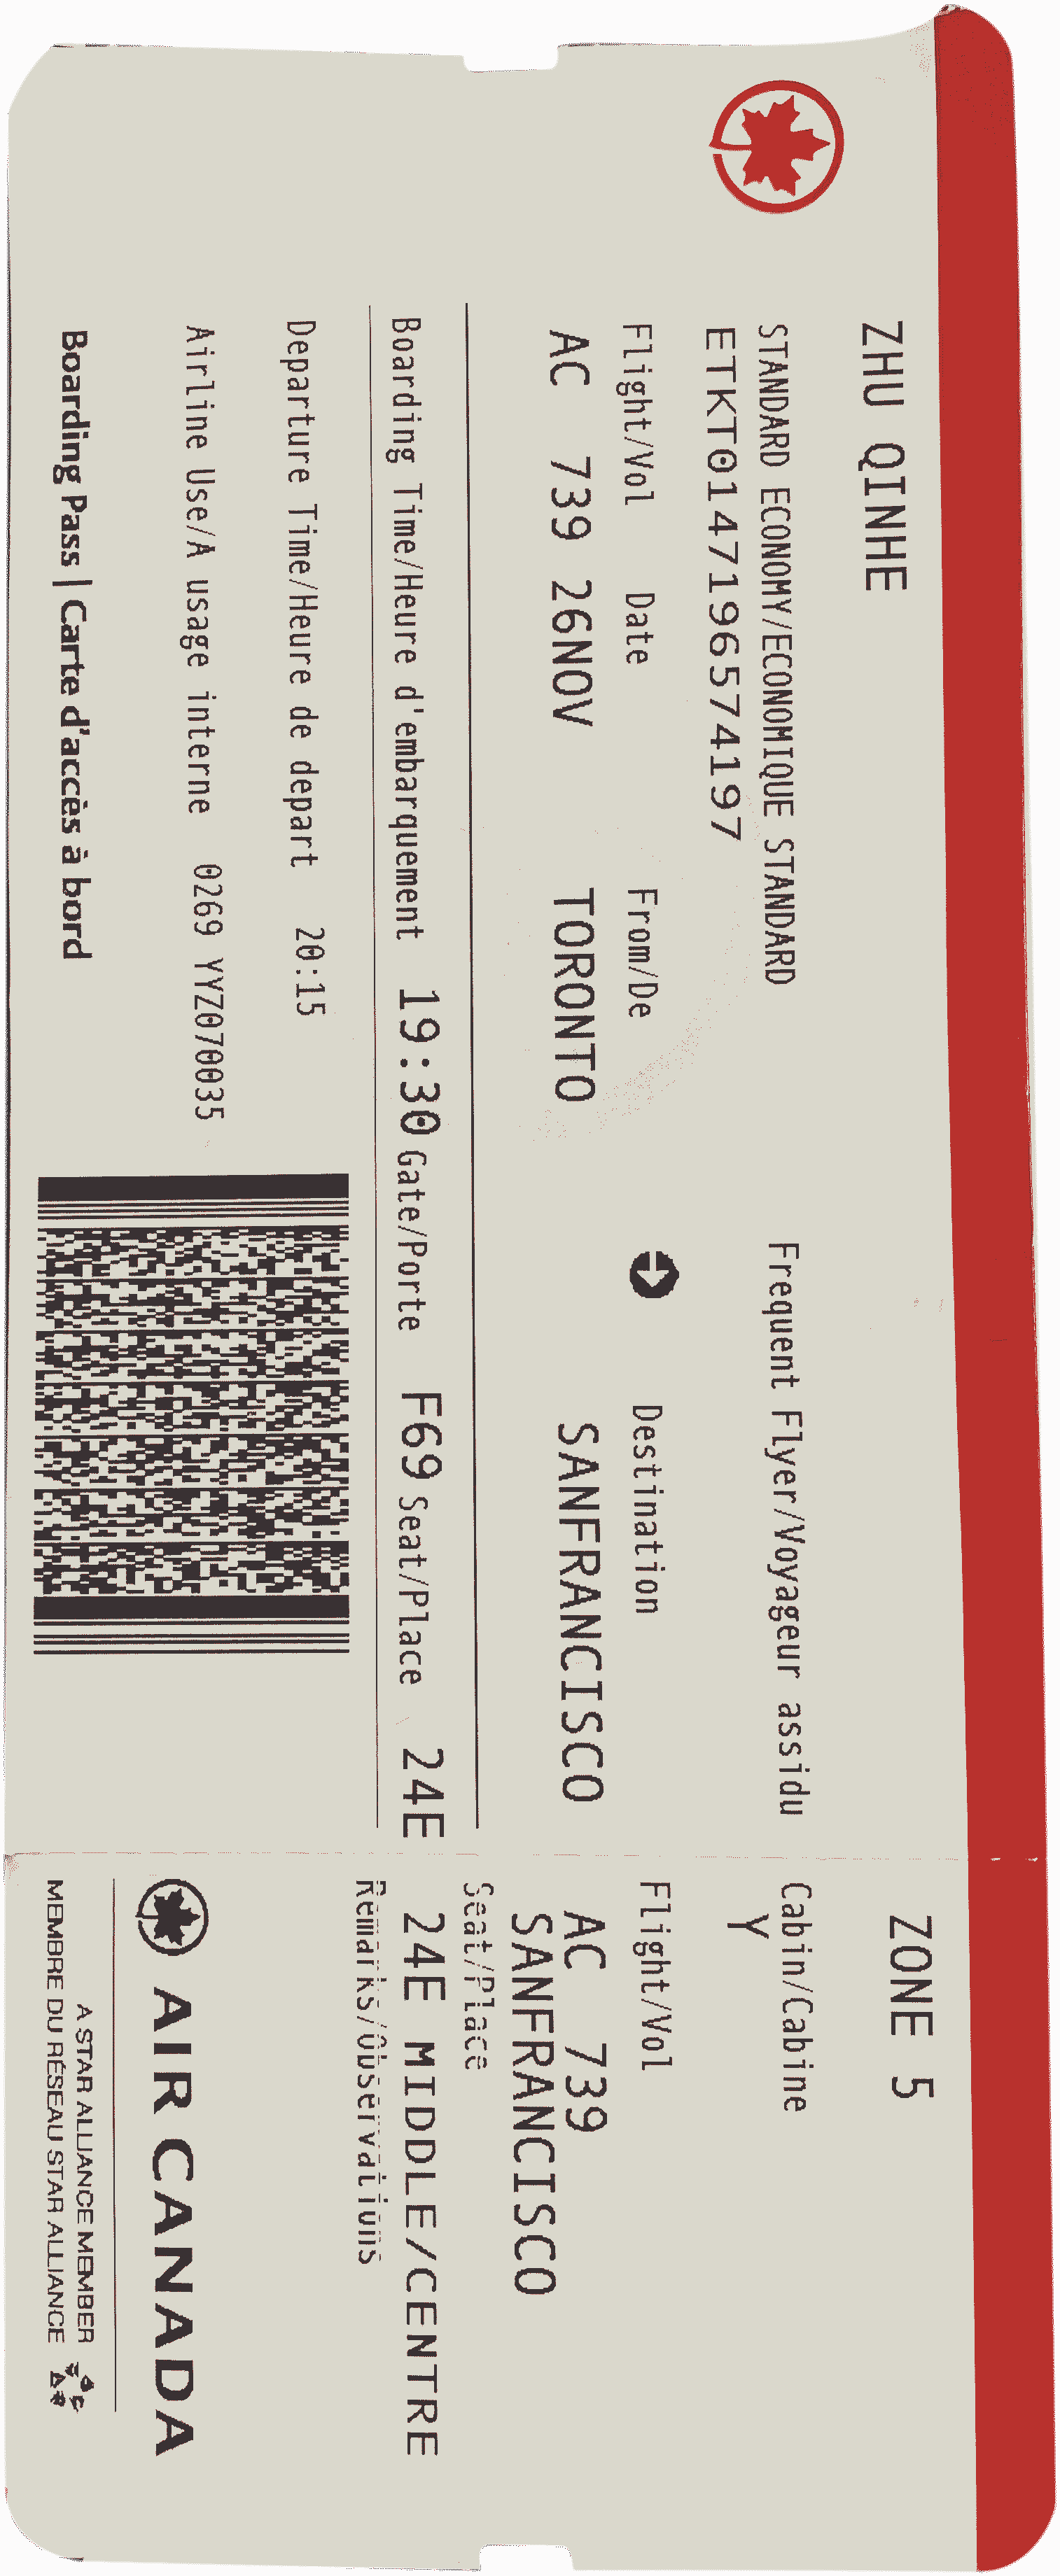 ZHU QINHE
STANDARD ECONOMY/ECONOMIQUE STANDARD
ETKT0147196574197
Frequent Flyer/Voyageur assidu
Flight/Vol Date From/De Destination
AC 739 26NOV TORONTO SANFRANCISCO
Boarding Time/Heure d'embarquement 19:30 Gate/Porte F69 Seat/Place 24E
Departure Time/Heure de depart 20:15
Airline Use/A usage interne 0269 YYZ070035
Boarding Pass | Carte d'accès à bord
ZONE 5
Cabin/Cabine
Y
Flight/Vol
AC 739
SANFRANCISCO
Seat/Place
24E MIDDLE/CENTRE
Remarks/Observations
AIR CANADA
A STAR ALLIANCE MEMBER
MEMBRE DU RÉSEAU STAR ALLIANCE